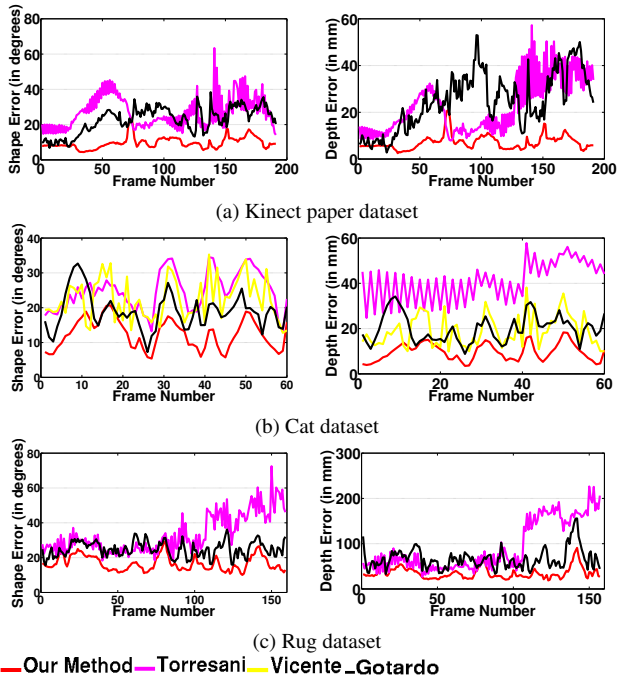 Shape Error (in degrees)
80
60
40
20
0
0 50 100 150 200
Frame Number
Depth Error (in mm)
60
40
20
0
0 50 100 150 200
Frame Number
(a) Kinect paper dataset
Shape Error (in degrees)
40
30
20
10
0
0 10 20 30 40 50 60
Frame Number
Depth Error (in mm)
60
40
20
0
0 20 40 60
Frame Number
(b) Cat dataset
Shape Error (in degrees)
80
60
40
20
0
0 50 100 150
Frame Number
Depth Error (in mm)
300
200
100
0
0 50 100 150
Frame Number
(c) Rug dataset
Our Method Torresani Vicente Gotardo